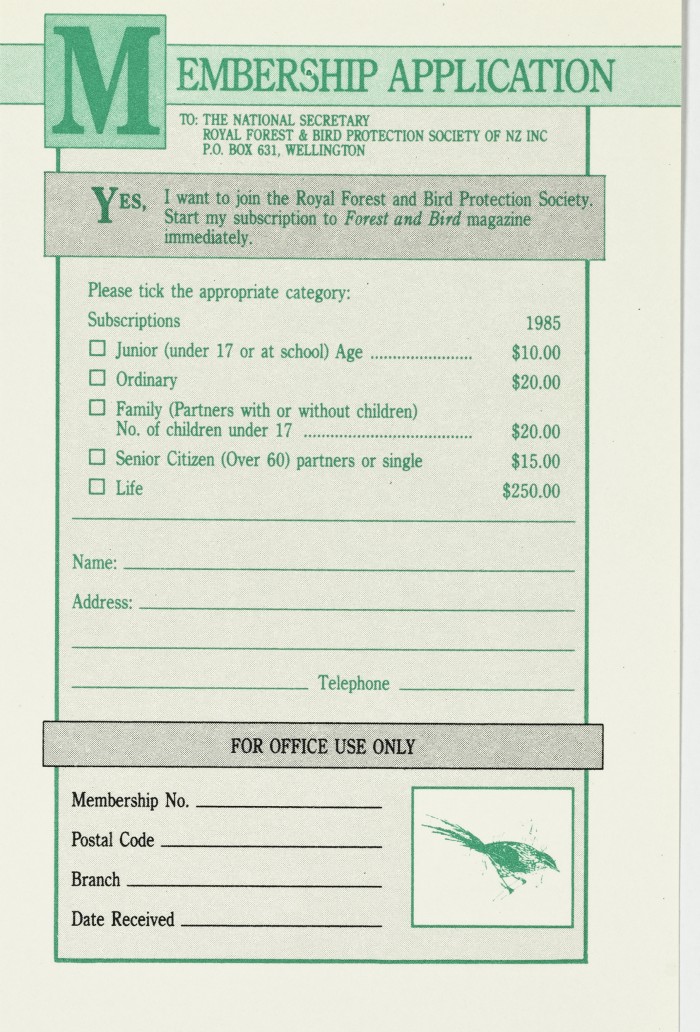 MEMBERSHIP APPLICATION
TO: THE NATIONAL SECRETARY
ROYAL FOREST & BIRD PROTECTION SOCIETY OF NZ INC
P.O. BOX 631, WELLINGTON
YES, I want to join the Royal Forest and Bird Protection Society.
Start my subscription to Forest and Bird magazine
immediately.
Please tick the appropriate category:
Subscriptions 1985
☐ Junior (under 17 or at school) Age ........................ $10.00
☐ Ordinary $20.00
☐ Family (Partners with or without children)
No. of children under 17 ........................................ $20.00
☐ Senior Citizen (Over 60) partners or single $15.00
☐ Life $250.00
Name:
Address:
Telephone
FOR OFFICE USE ONLY
Membership No.
Postal Code
Branch
Date Received